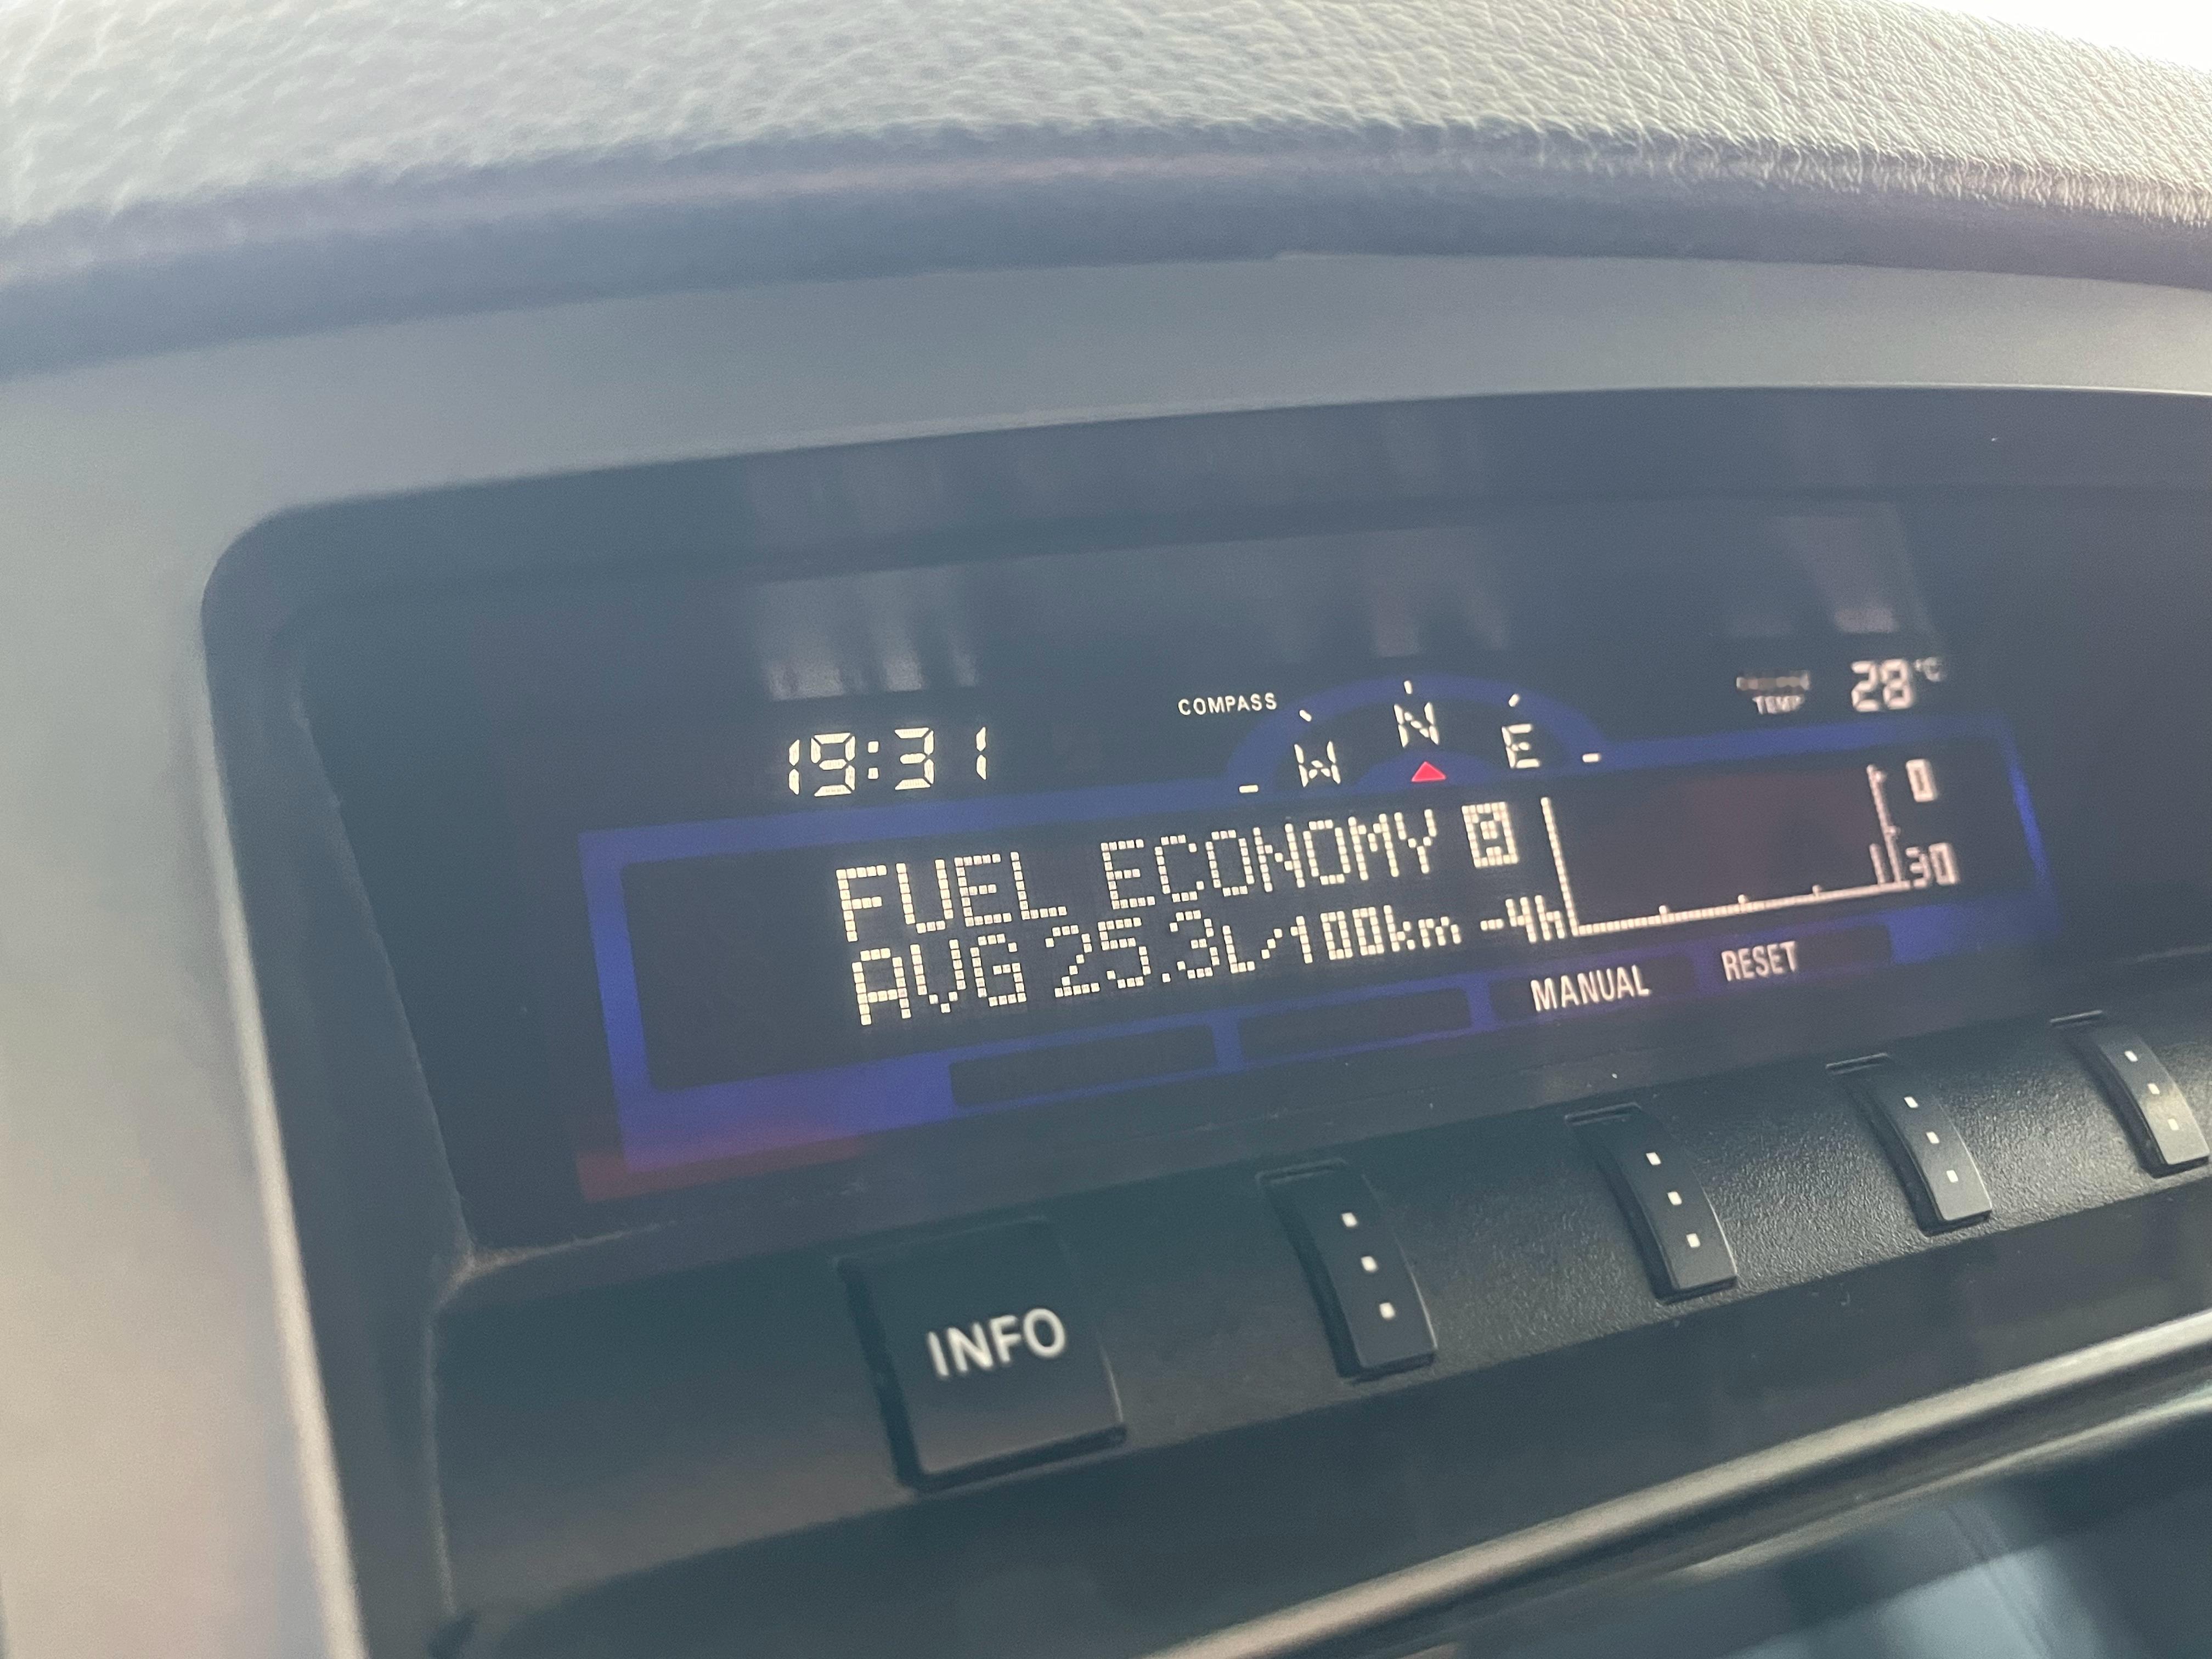 19:31
COMPASS
W N E
TEMP 28°C
FUEL ECONOMY
AVG 25.3L/100km -4h
0
30
MANUAL RESET
INFO